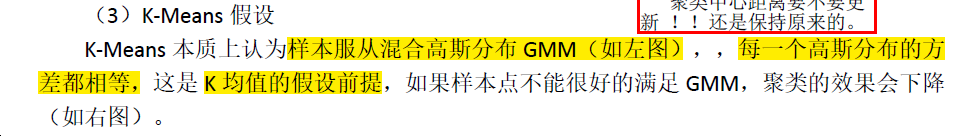 聚类中心距离要不要更
新 ！！还是保持原来的。
（3）K-Means 假设
K-Means 本质上认为样本服从混合高斯分布 GMM（如左图），，每一个高斯分布的方
差都相等，这是 K 均值的假设前提，如果样本点不能很好的满足 GMM，聚类的效果会下降
（如右图）。